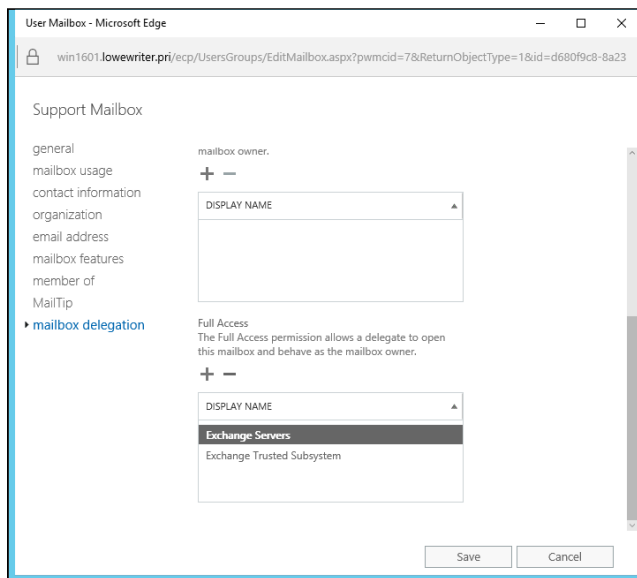 User Mailbox - Microsoft Edge
win1601.lowewriter.pri/ecp/UsersGroups/EditMailbox.aspx?pwmcid=7&ReturnObjectType=1&id=d680f9c8-8a23
Support Mailbox
general
mailbox usage
contact information
organization
email address
mailbox features
member of
MailTip
mailbox delegation
mailbox owner.
DISPLAY NAME
Full Access
The Full Access permission allows a delegate to open
this mailbox and behave as the mailbox owner.
DISPLAY NAME
Exchange Servers
Exchange Trusted Subsystem
Save
Cancel